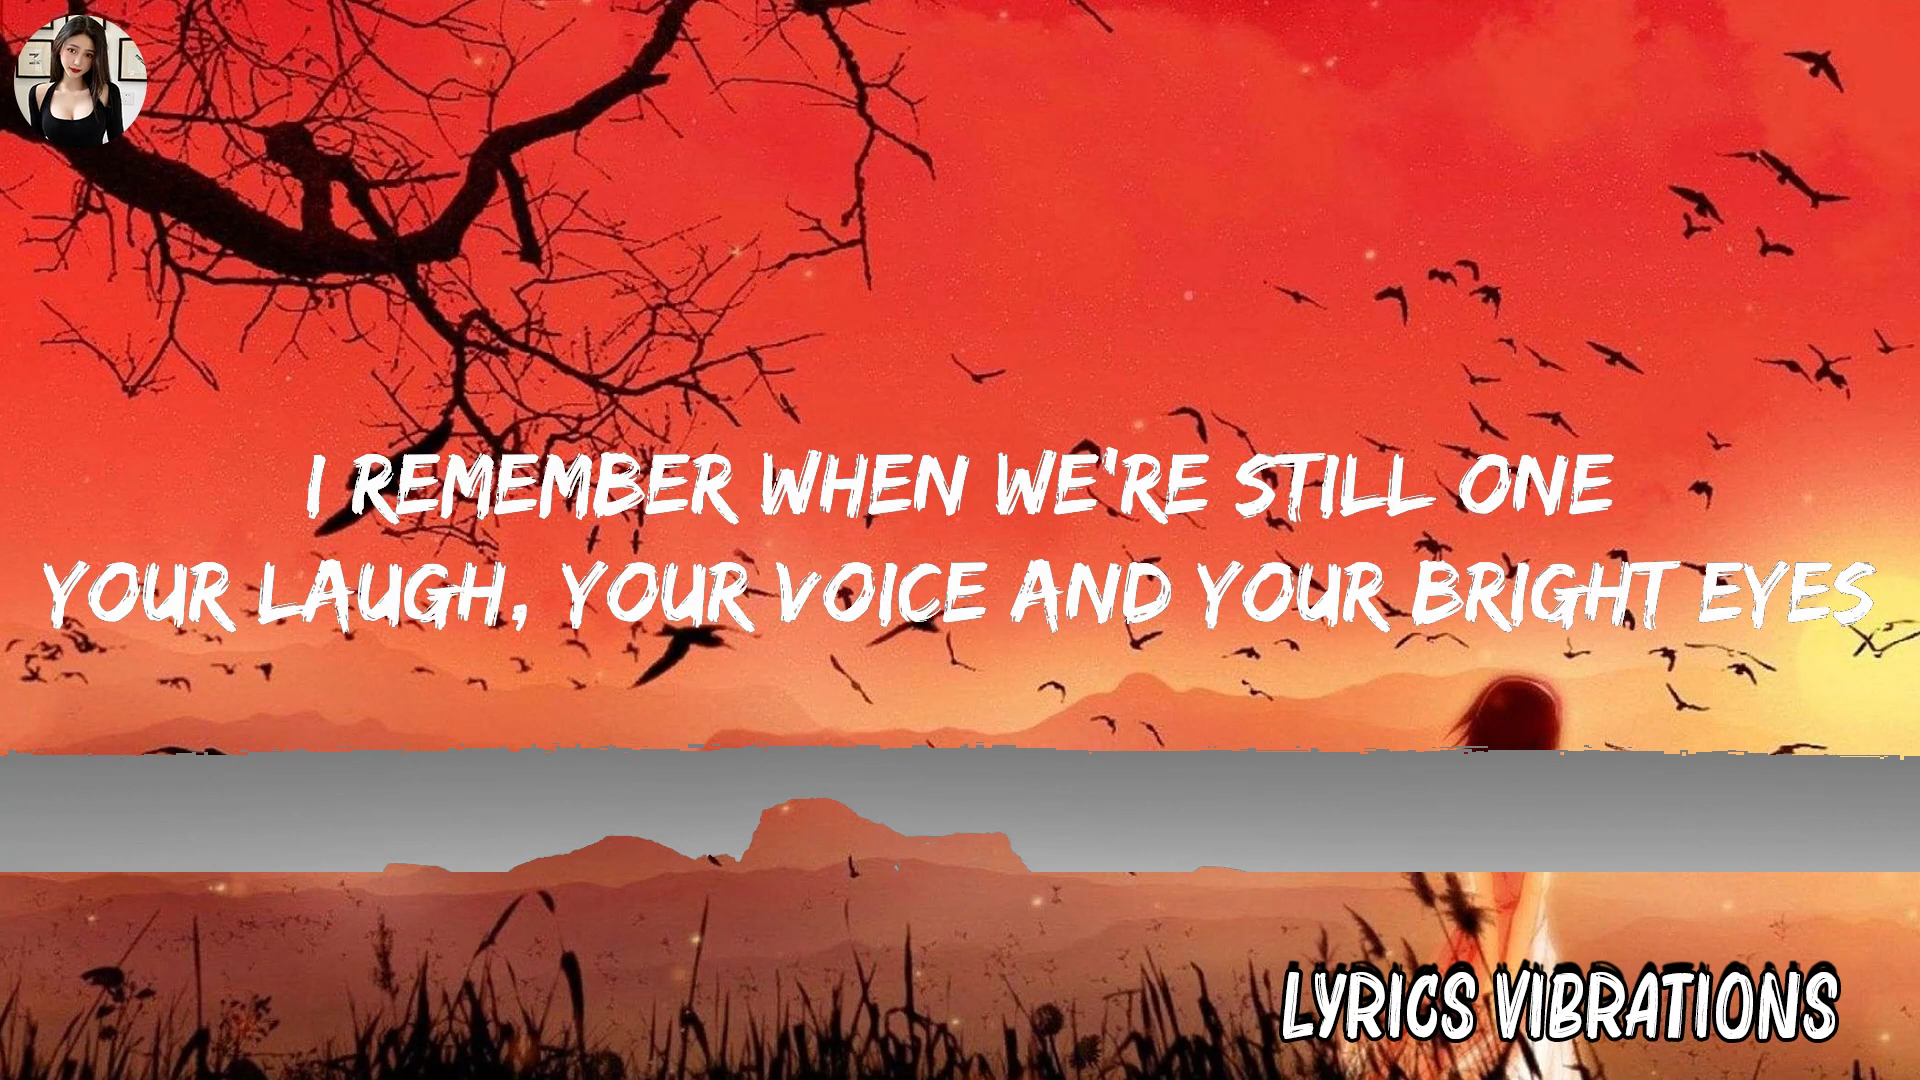 I REMEMBER WHEN WE'RE STILL ONE
YOUR LAUGH, YOUR VOICE AND YOUR BRIGHT EYES
LYRICS VIBRATIONS